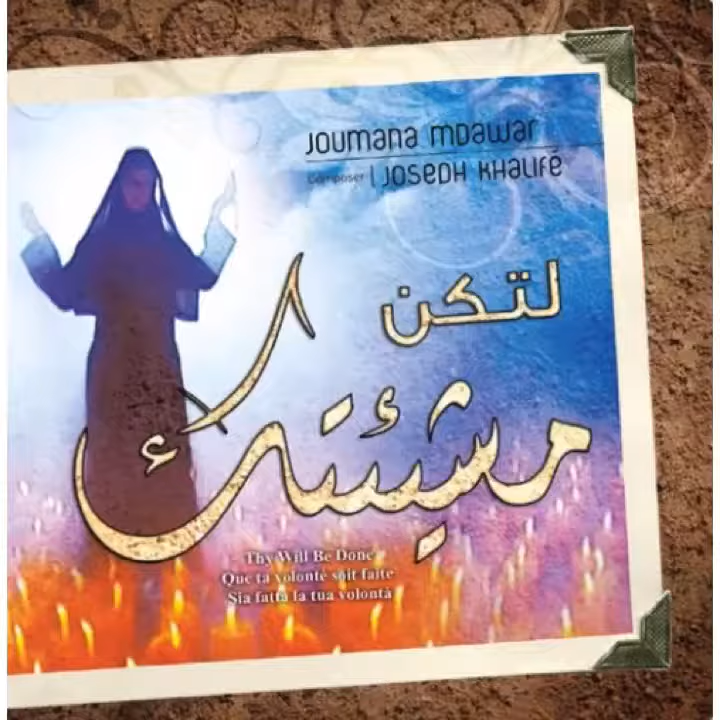 JOUMANA MDAWAR
Composer | JOSEPH KHALIFÉ
لتكن
مشيئتك
Thy Will Be Done
Que ta volonté soit faite
Sia fatta la tua volontà